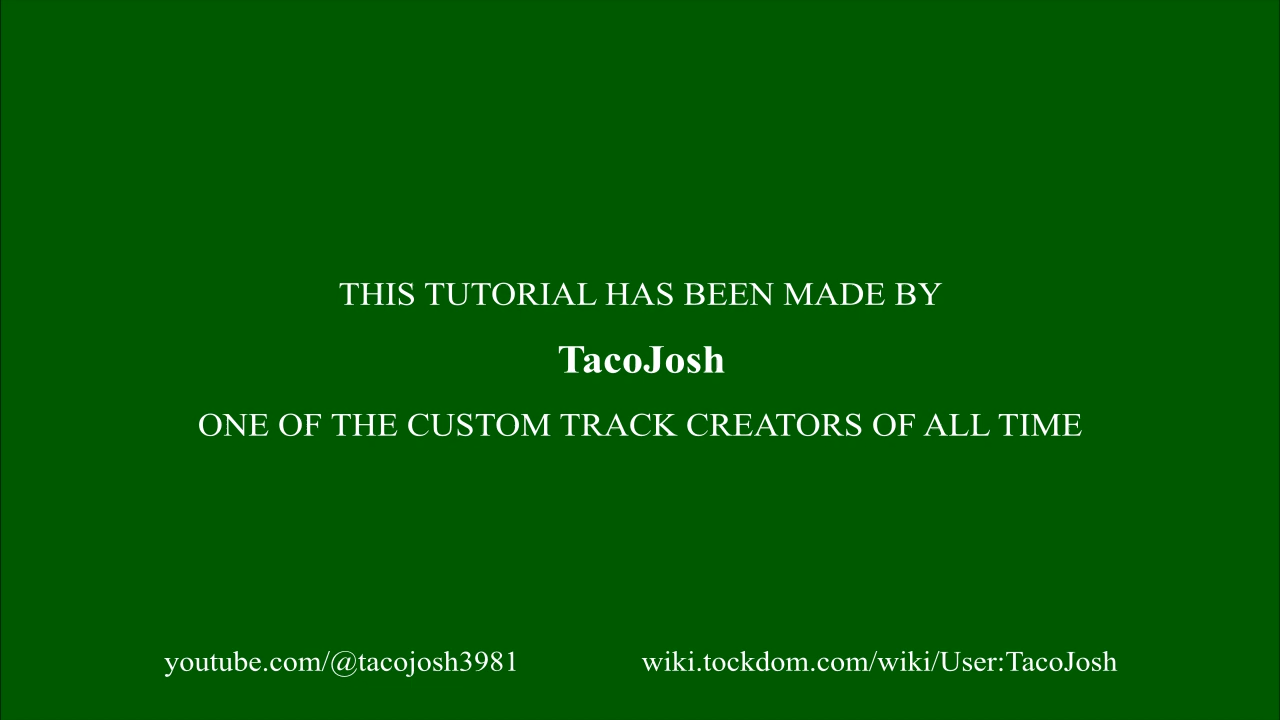 THIS TUTORIAL HAS BEEN MADE BY
TacoJosh
ONE OF THE CUSTOM TRACK CREATORS OF ALL TIME
youtube.com/@tacojosh3981
wiki.tockdom.com/wiki/User:TacoJosh